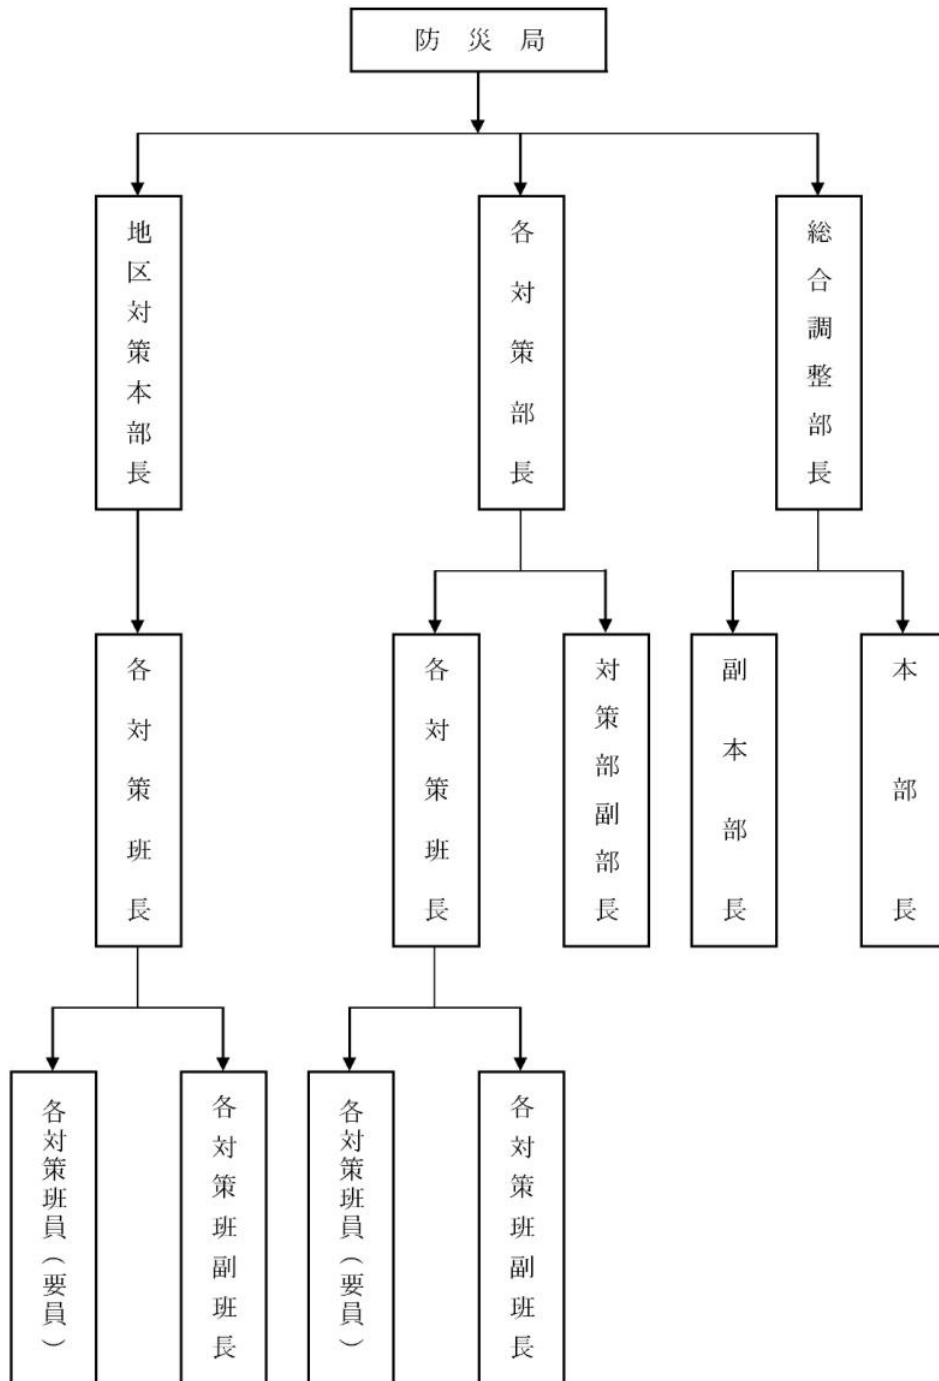 防災局
総合調整部長
各対策部長
地区対策本部長
本部長
副本部長
対策部副部長
各対策班長
各対策班長
各対策班副班長
各対策班員（要員）
各対策班副班長
各対策班員（要員）